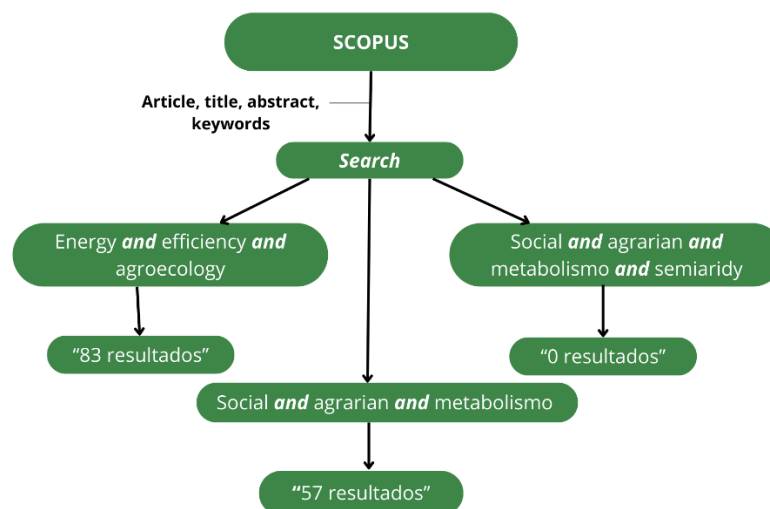 SCOPUS
Article, title, abstract,
keywords
Search
Energy and efficiency and
agroecology
Social and agrarian and
metabolismo and semiaridy
“83 resultados”
“0 resultados”
Social and agrarian and metabolismo
“57 resultados”